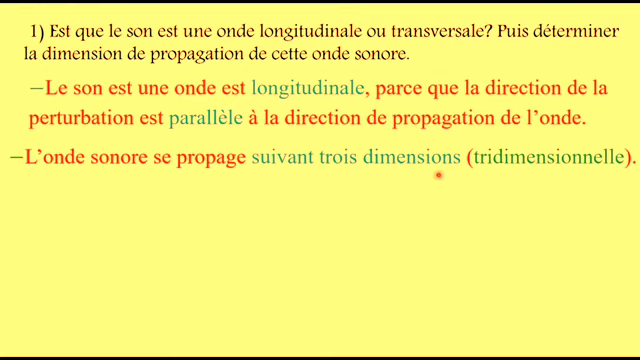 1) Est que le son est une onde longitudinale ou transversale? Puis déterminer
la dimension de propagation de cette onde sonore.
–Le son est une onde est longitudinale, parce que la direction de la
perturbation est parallèle à la direction de propagation de l’onde.
–L’onde sonore se propage suivant trois dimensions (tridimensionnelle).